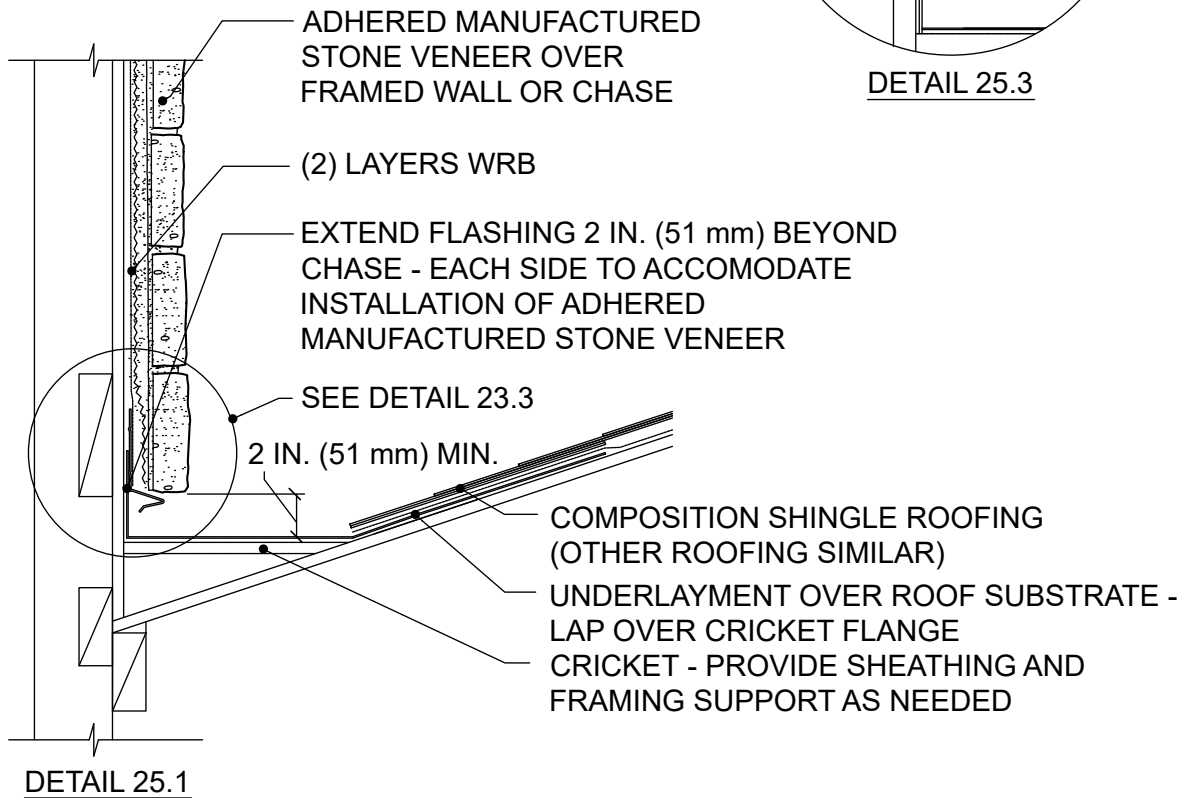 ADHERED MANUFACTURED
STONE VENEER OVER
FRAMED WALL OR CHASE
DETAIL 25.3
(2) LAYERS WRB
EXTEND FLASHING 2 IN. (51 mm) BEYOND
CHASE - EACH SIDE TO ACCOMODATE
INSTALLATION OF ADHERED
MANUFACTURED STONE VENEER
SEE DETAIL 23.3
2 IN. (51 mm) MIN.
COMPOSITION SHINGLE ROOFING
(OTHER ROOFING SIMILAR)
UNDERLAYMENT OVER ROOF SUBSTRATE -
LAP OVER CRICKET FLANGE
CRICKET - PROVIDE SHEATHING AND
FRAMING SUPPORT AS NEEDED
DETAIL 25.1